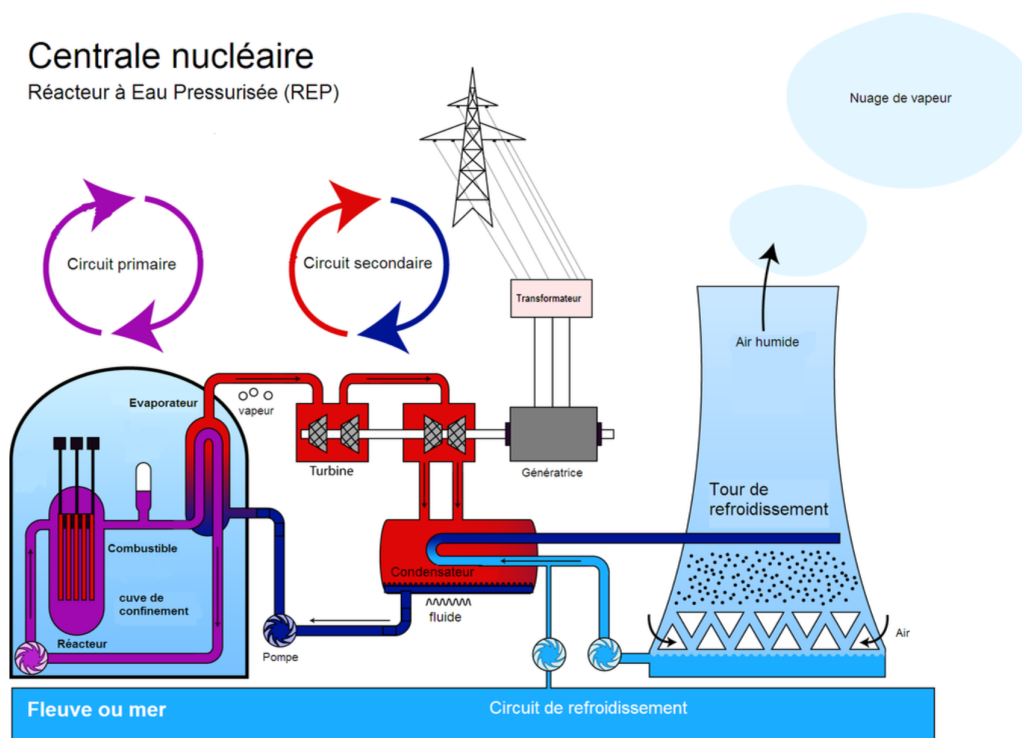 Centrale nucléaire
Réacteur à Eau Pressurisée (REP)
Nuage de vapeur
Circuit primaire
Circuit secondaire
Transformateur
Air humide
Evaporateur
vapeur
Turbine
Génératrice
Tour de
refroidissement
Combustible
Condensateur
cuve de
confinement
fluide
Réacteur
Pompe
Air
Fleuve ou mer
Circuit de refroidissement